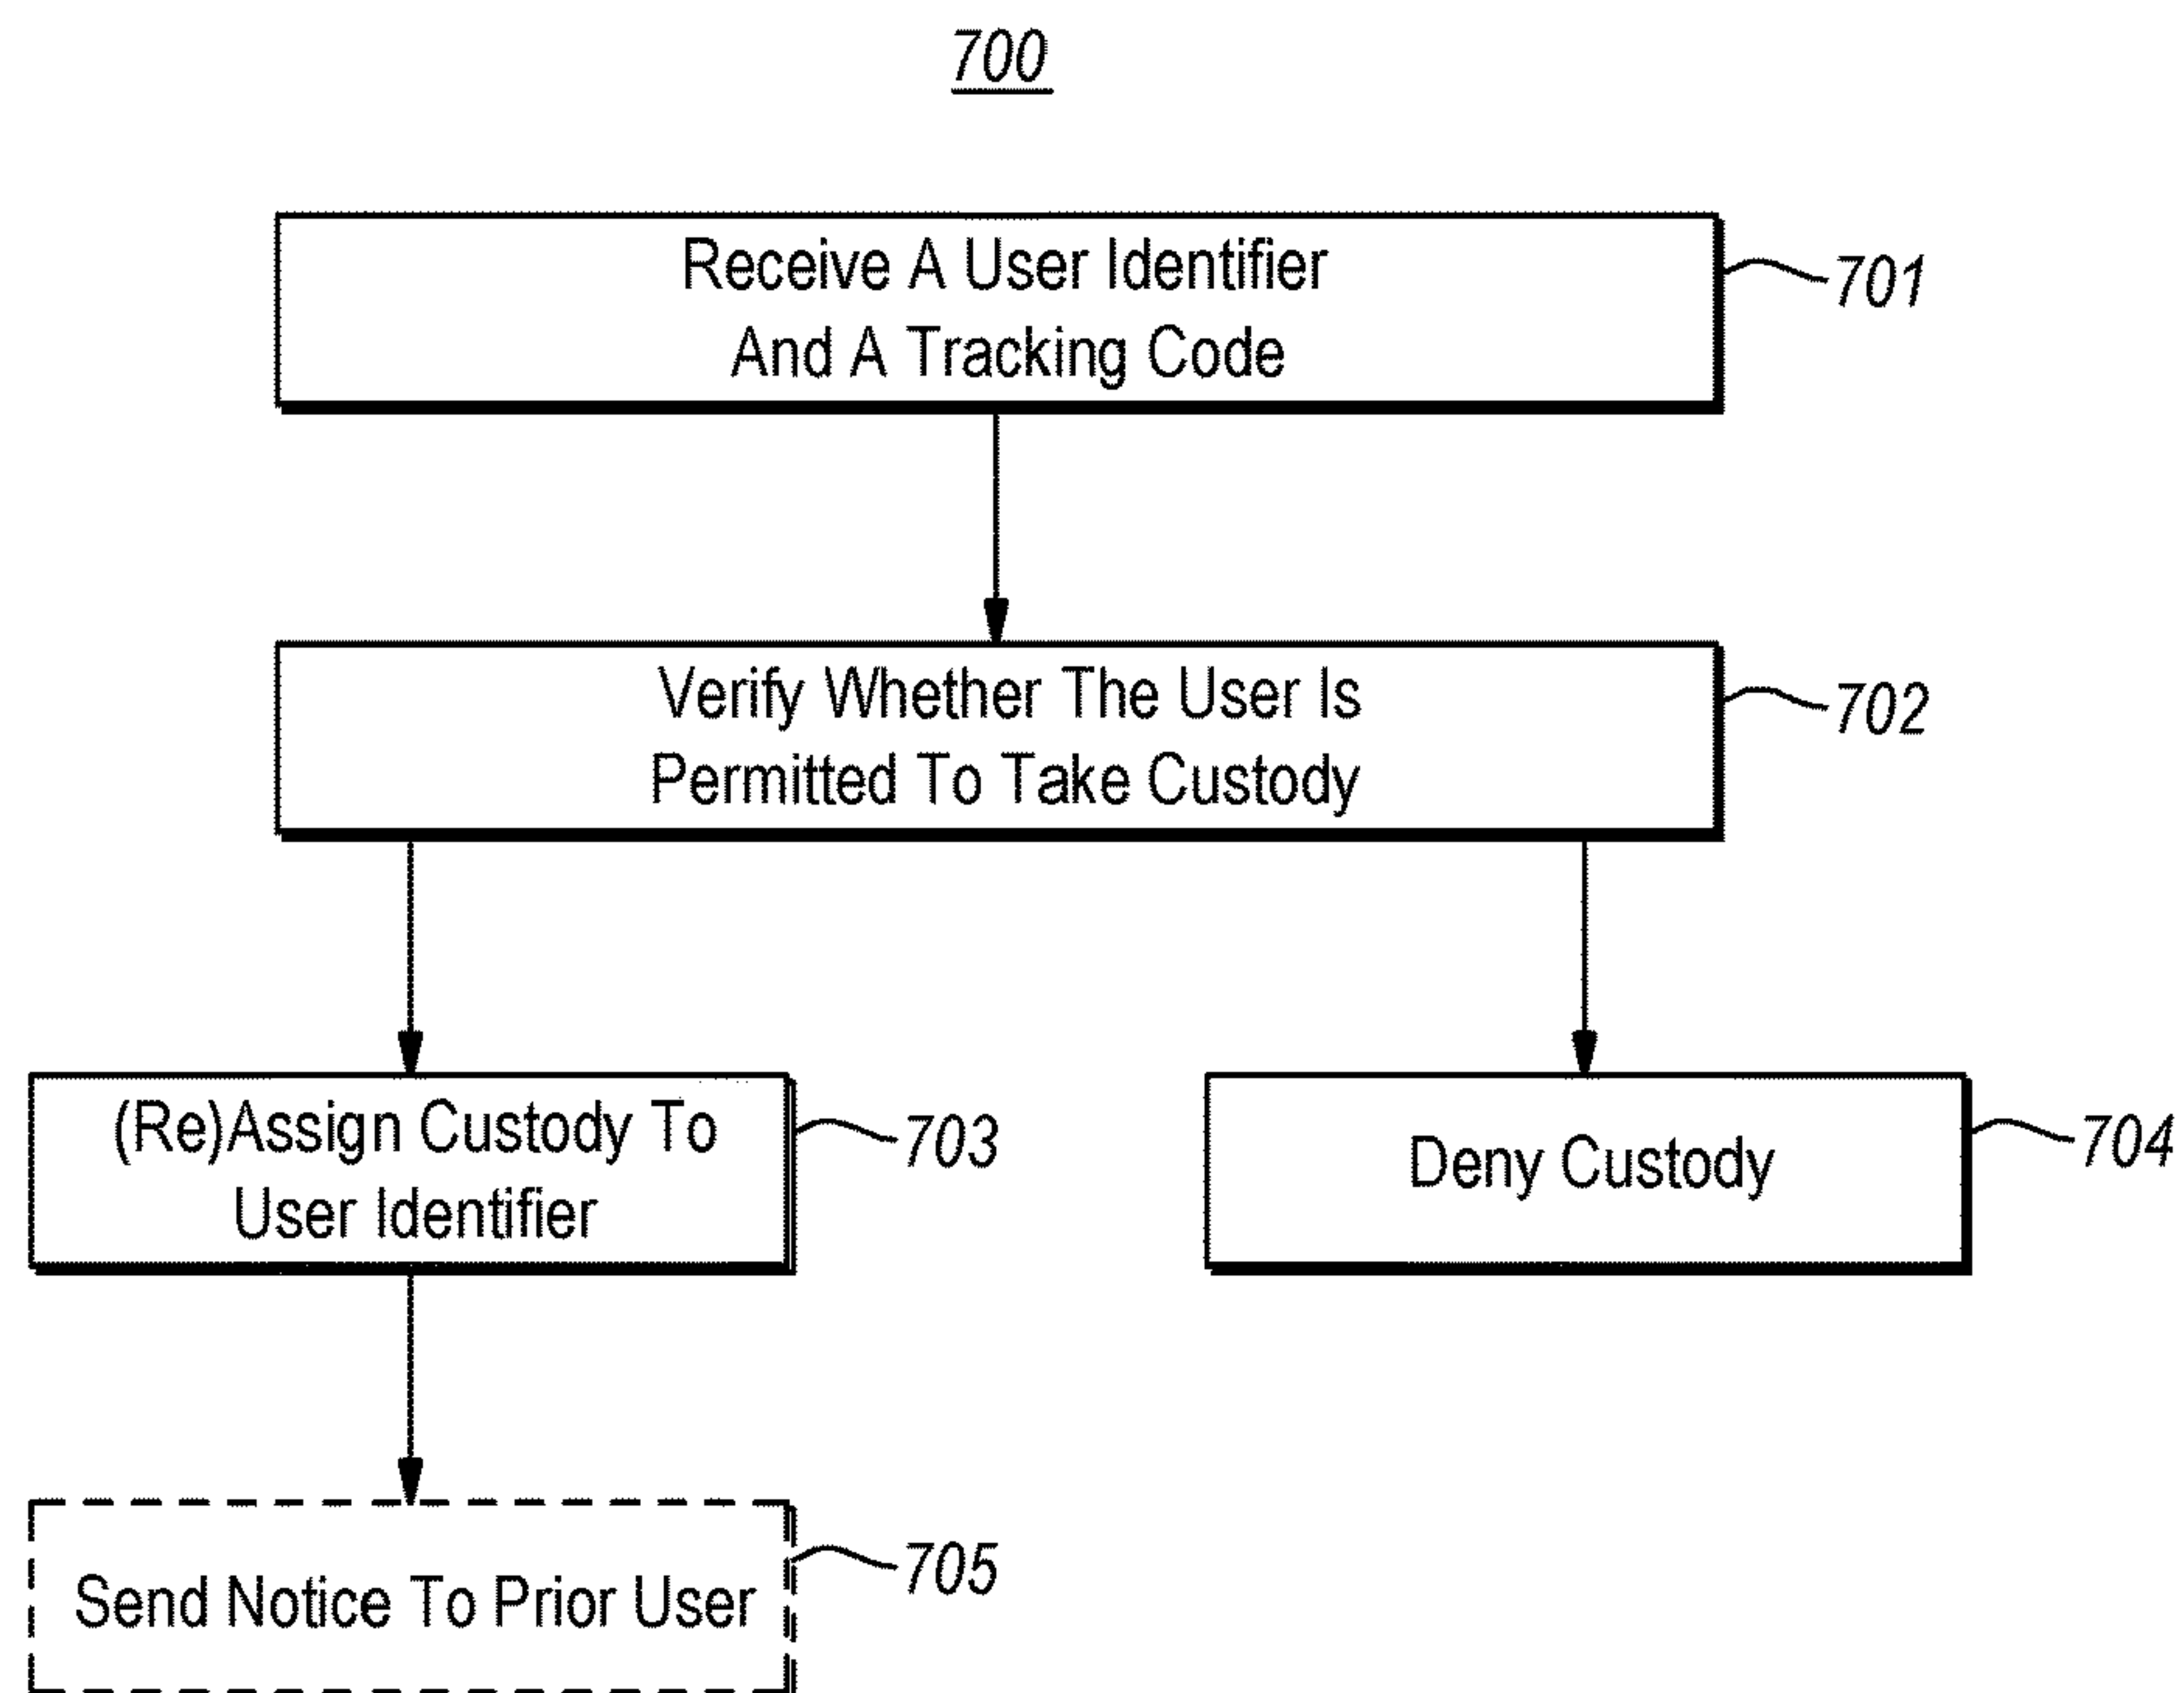 700
Receive A User Identifier
And A Tracking Code
701
Verify Whether The User Is
Permitted To Take Custody
702
(Re)Assign Custody To
User Identifier
703
Deny Custody
704
Send Notice To Prior User
705